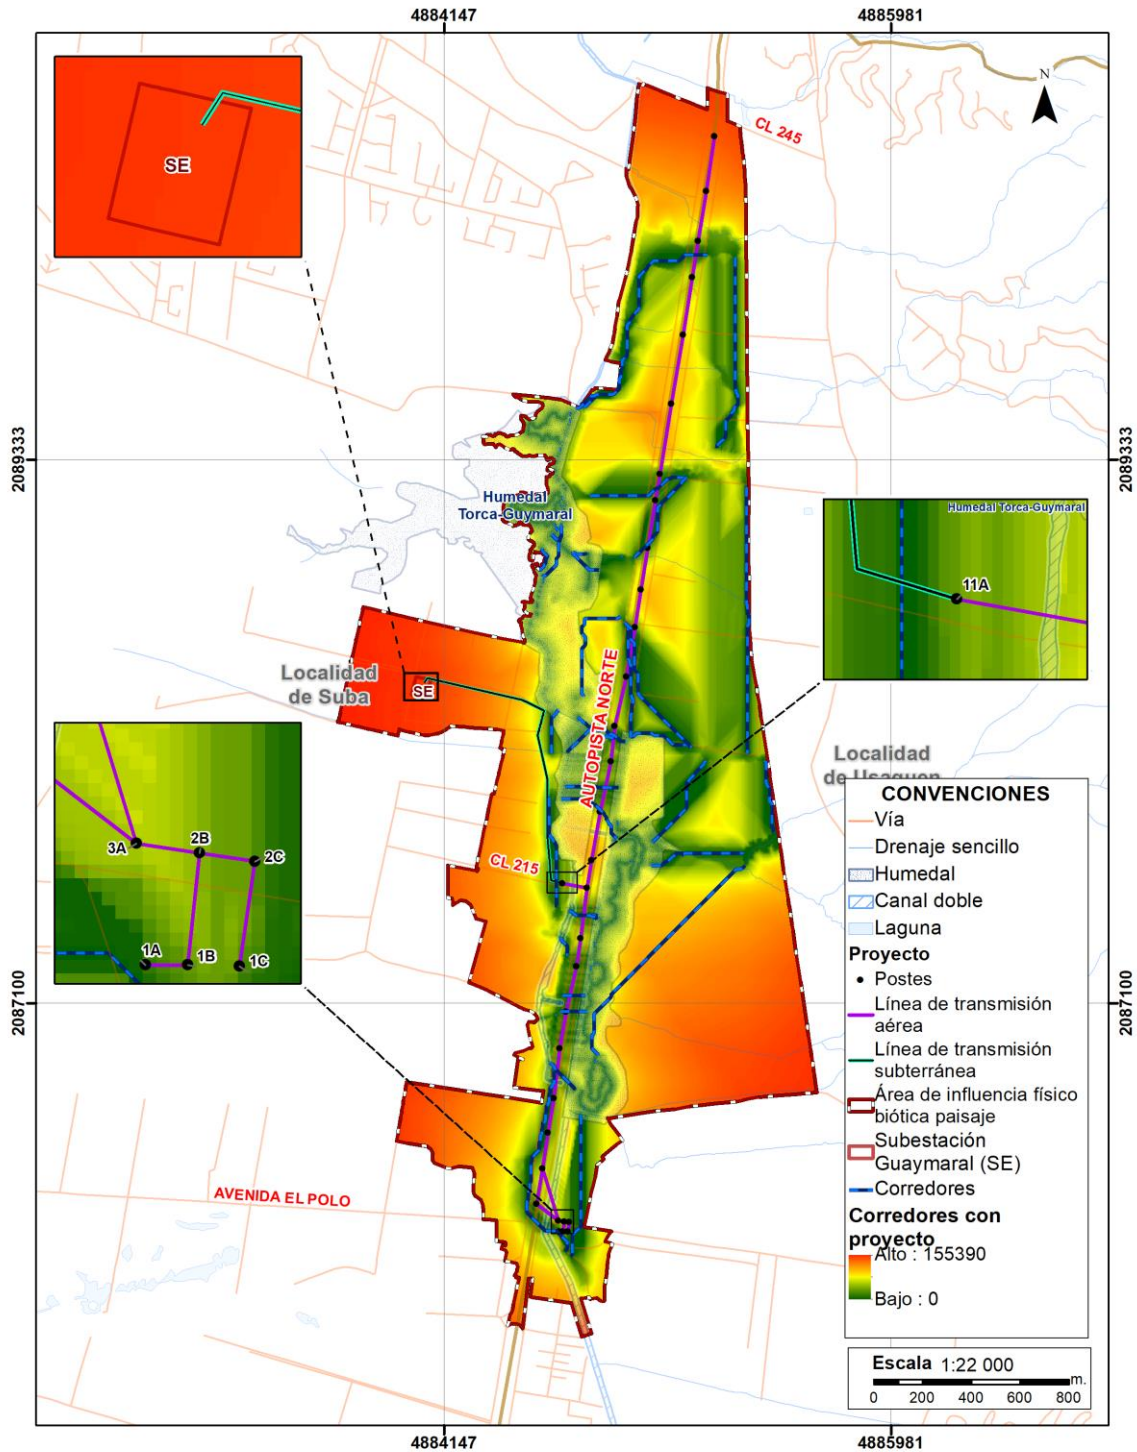 4884147
4885981
N
CL 245
SE
2089333
2089333
Humedal
Torca-Guymaral
Humedal Torca-Guymaral
11A
Localidad
de Suba
SE
AUTOPISTA NORTE
Localidad
de Usaquen
3A
2B
2C
1A
1B
1C
CL 215
2087100
2087100
AVENIDA EL POLO
CONVENCIONES
Vía
Drenaje sencillo
Humedal
Canal doble
Laguna
Proyecto
Postes
Línea de transmisión
aérea
Línea de transmisión
subterránea
Área de influencia físico
biótica paisaje
Subestación
Guaymaral (SE)
Corredores
Corredores con
proyecto
Alto : 155390
Bajo : 0
Escala 1:22 000
m.
0 200 400 600 800
4884147
4885981